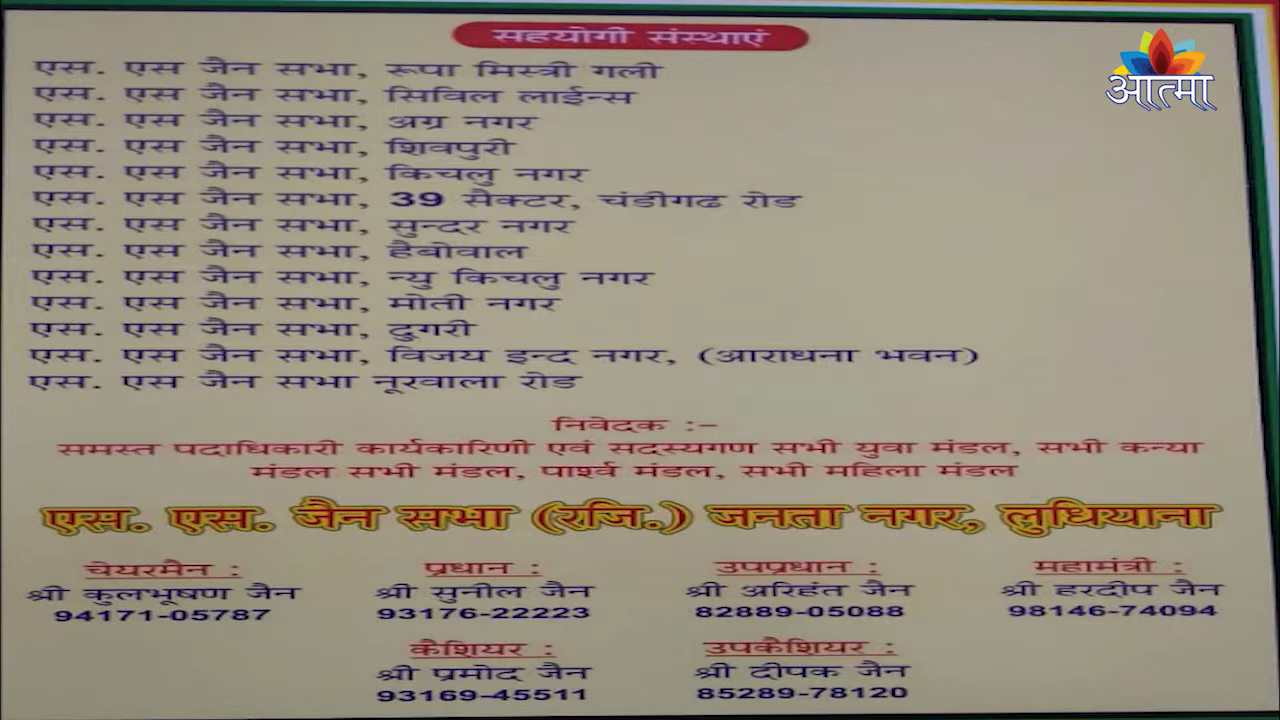 सहयोगी संस्थाएं
आत्मा
एस. एस जैन सभा, रूपा मिस्त्री गली
एस. एस जैन सभा, सिविल लाईन्स
एस. एस जैन सभा, अग्र नगर
एस. एस जैन सभा, शिवपुरी
एस. एस जैन सभा, किचलु नगर
एस. एस जैन सभा, 39 सैक्टर, चंडीगढ रोड
एस. एस जैन सभा, सुन्दर नगर
एस. एस जैन सभा, हैबोवाल
एस. एस जैन सभा, न्यु किचलु नगर
एस. एस जैन सभा, मोती नगर
एस. एस जैन सभा, दुगरी
एस. एस जैन सभा, विजय इन्द नगर, (आराधना भवन)
एस. एस जैन सभा नूरवाला रोड
निवेदक :-
समस्त पदाधिकारी कार्यकारिणी एवं सदस्यगण सभी युवा मंडल, सभी कन्या
मंडल सभी मंडल, पार्श्व मंडल, सभी महिला मंडल
एस. एस. जैन सभा (रजि.) जनता नगर, लुधियाना
चेयरमैन : प्रधान : उपप्रधान : महामंत्री :
श्री कुलभूषण जैन श्री सुनील जैन श्री अरिहंत जैन श्री हरदीप जैन
94171-05787 93176-22223 82889-05088 98146-74094
कैशियर : उपकैशियर :
श्री प्रमोद जैन श्री दीपक जैन
93169-45511 85289-78120